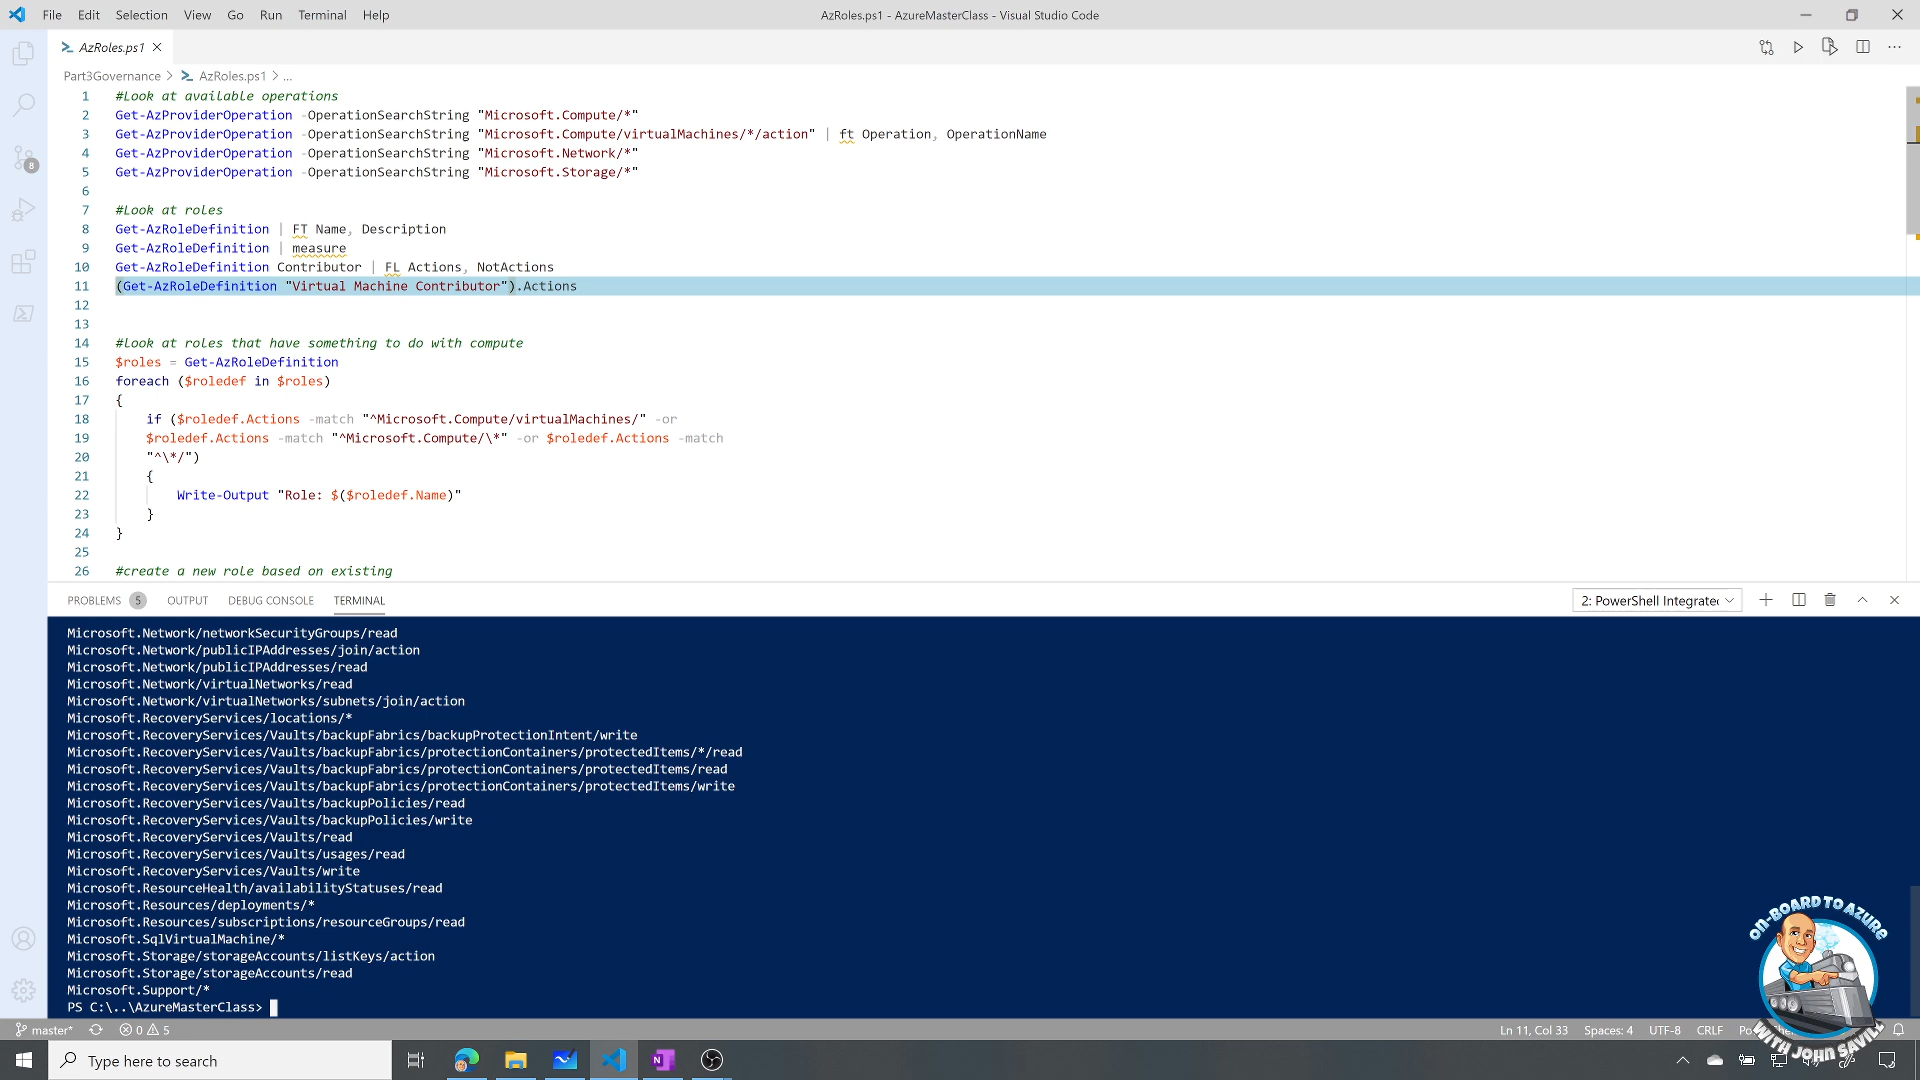 File Edit Selection View Go Run Terminal Help
AzRoles.ps1 - AzureMasterClass - Visual Studio Code
AzRoles.ps1
Part3Governance > AzRoles.ps1 > ...
1 #Look at available operations
2 Get-AzProviderOperation -OperationSearchString "Microsoft.Compute/*"
3 Get-AzProviderOperation -OperationSearchString "Microsoft.Compute/virtualMachines/*/action" | ft Operation, OperationName
4 Get-AzProviderOperation -OperationSearchString "Microsoft.Network/*"
5 Get-AzProviderOperation -OperationSearchString "Microsoft.Storage/*"
6
7 #Look at roles
8 Get-AzRoleDefinition | FT Name, Description
9 Get-AzRoleDefinition | measure
10 Get-AzRoleDefinition Contributor | FL Actions, NotActions
11 (Get-AzRoleDefinition "Virtual Machine Contributor").Actions
12
13
14 #Look at roles that have something to do with compute
15 $roles = Get-AzRoleDefinition
16 foreach ($roledef in $roles)
17 {
18 if ($roledef.Actions -match "^Microsoft.Compute/virtualMachines/" -or
19 $roledef.Actions -match "^Microsoft.Compute/\*" -or $roledef.Actions -match
20 "^\*/")
21 {
22 Write-Output "Role: $($roledef.Name)"
23 }
24 }
25
26 #create a new role based on existing
8
PROBLEMS 5 OUTPUT DEBUG CONSOLE TERMINAL
2: PowerShell Integrated
Microsoft.Network/networkSecurityGroups/read
Microsoft.Network/publicIPAddresses/join/action
Microsoft.Network/publicIPAddresses/read
Microsoft.Network/virtualNetworks/read
Microsoft.Network/virtualNetworks/subnets/join/action
Microsoft.RecoveryServices/locations/*
Microsoft.RecoveryServices/Vaults/backupFabrics/backupProtectionIntent/write
Microsoft.RecoveryServices/Vaults/backupFabrics/protectionContainers/protectedItems/*/read
Microsoft.RecoveryServices/Vaults/backupFabrics/protectionContainers/protectedItems/read
Microsoft.RecoveryServices/Vaults/backupFabrics/protectionContainers/protectedItems/write
Microsoft.RecoveryServices/Vaults/backupPolicies/read
Microsoft.RecoveryServices/Vaults/backupPolicies/write
Microsoft.RecoveryServices/Vaults/read
Microsoft.RecoveryServices/Vaults/usages/read
Microsoft.RecoveryServices/Vaults/write
Microsoft.ResourceHealth/availabilityStatuses/read
Microsoft.Resources/deployments/*
Microsoft.Resources/subscriptions/resourceGroups/read
Microsoft.SqlVirtualMachine/*
Microsoft.Storage/storageAccounts/listKeys/action
Microsoft.Storage/storageAccounts/read
Microsoft.Support/*
PS C:\..\AzureMasterClass>
ON-BOARD TO AZURE
WITH JOHN SAVILL
master* 0 5
Ln 11, Col 33 Spaces: 4 UTF-8 CRLF
Type here to search